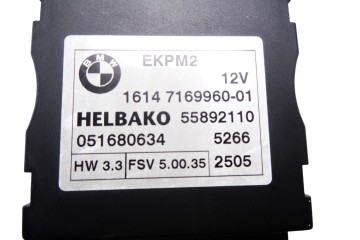 BMW
EKPM2
12V
1614 7169960-01
HELBAKO 55892110
051680634 5266
HW 3.3 FSV 5.00.35 2505